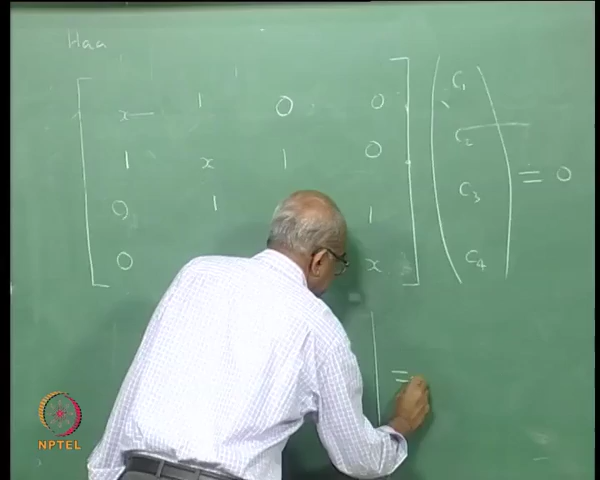 Haa
x 1 0 0 C1
1 x 1 0 C2
0 1 1 C3 = 0
0 x C4
=
NPTEL